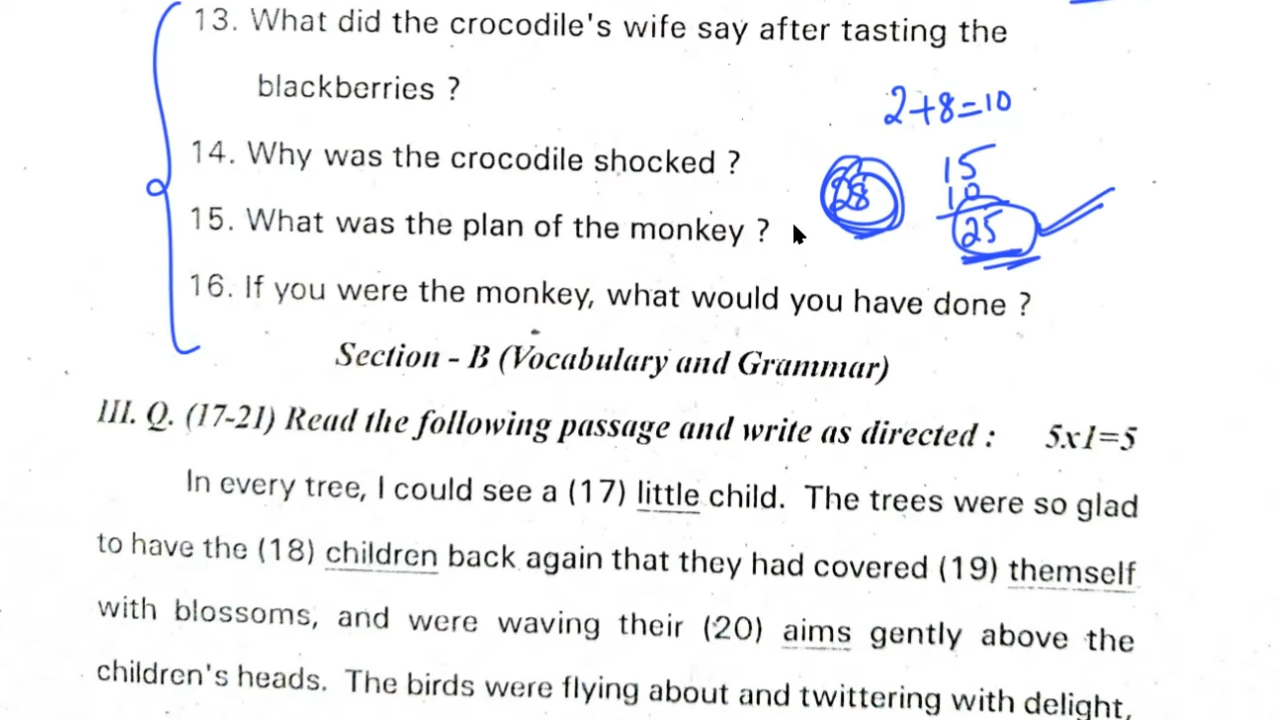 13. What did the crocodile's wife say after tasting the
blackberries ?
2+8=10
14. Why was the crocodile shocked ?
28
15
10
25
15. What was the plan of the monkey ?
16. If you were the monkey, what would you have done ?
Section - B (Vocabulary and Grammar)
III. Q. (17-21) Read the following passage and write as directed : 5x1=5
In every tree, I could see a (17) little child. The trees were so glad
to have the (18) children back again that they had covered (19) themself
with blossoms, and were waving their (20) aims gently above the
children's heads. The birds were flying about and twittering with delight,